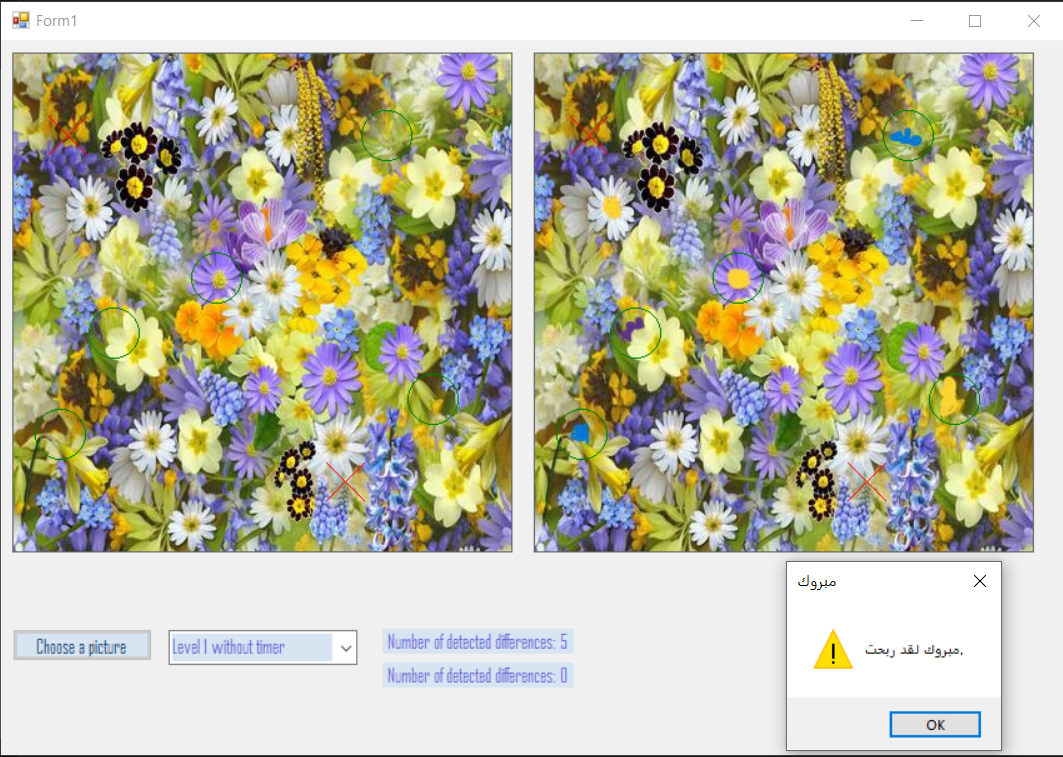 Form1
Choose a picture
Level 1 without timer
Number of detected differences: 5
Number of detected differences: 0
مبروك
مبروك لقد ربحت.
OK